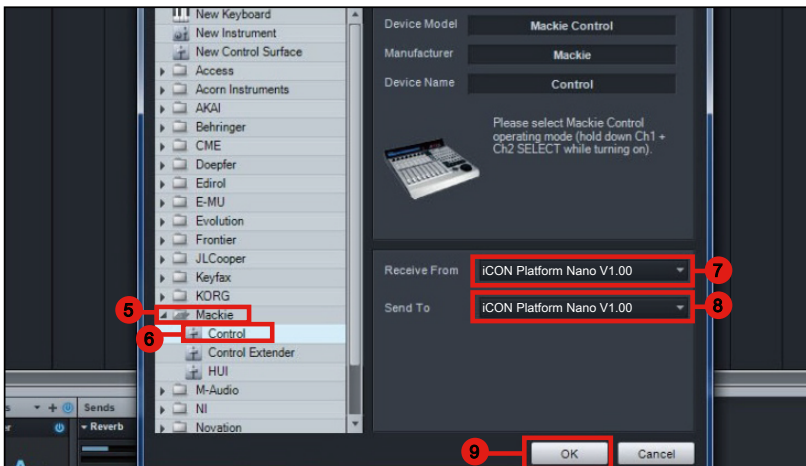 New Keyboard
New Instrument
New Control Surface
Access
Acorn Instruments
AKAI
Behringer
CME
Doepfer
Edirol
E-MU
Evolution
Frontier
JLCooper
Keyfax
KORG
5
Mackie
6
Control
Control Extender
HUI
M-Audio
NI
Novation
Device Model
Mackie Control
Manufacturer
Mackie
Device Name
Control
Please select Mackie Control
operating mode (hold down Ch1 +
Ch2 SELECT while turning on).
Receive From
iCON Platform Nano V1.00
7
Send To
iCON Platform Nano V1.00
8
Sends
Reverb
9
OK
Cancel